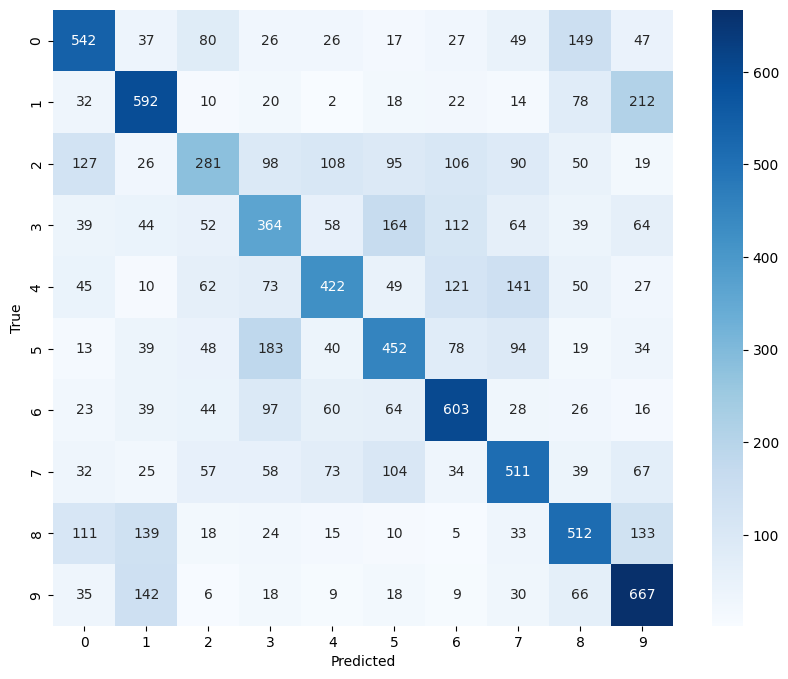 0 542 37 80 26 26 17 27 49 149 47
1 32 592 10 20 2 18 22 14 78 212
2 127 26 281 98 108 95 106 90 50 19
3 39 44 52 364 58 164 112 64 39 64
4 45 10 62 73 422 49 121 141 50 27
5 13 39 48 183 40 452 78 94 19 34
6 23 39 44 97 60 64 603 28 26 16
7 32 25 57 58 73 104 34 511 39 67
8 111 139 18 24 15 10 5 33 512 133
9 35 142 6 18 9 18 9 30 66 667
0 1 2 3 4 5 6 7 8 9
Predicted
True
600
500
400
300
200
100